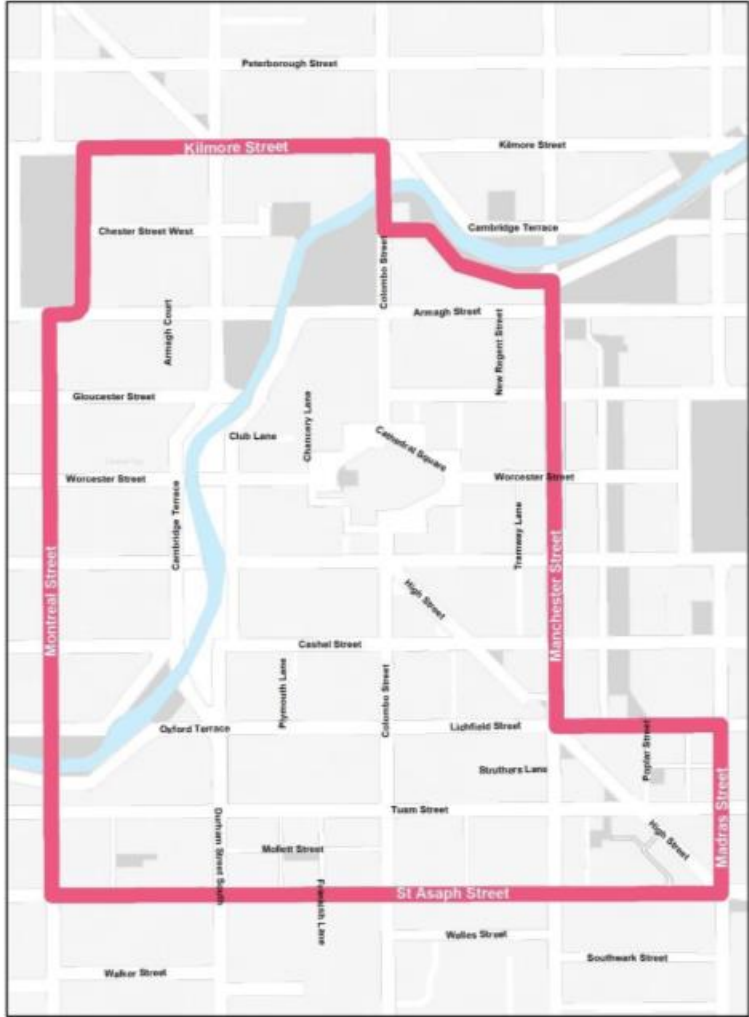 Peterborough Street
Kilmore Street
Kilmore Street
Chester Street West
Cambridge Terrace
Colombo Street
Armagh Street
Armagh Court
New Regent Street
Gloucester Street
Chancery Lane
Club Lane
Cathedral Square
Worcester Street
Worcester Street
Cambridge Terrace
Tramway Lane
Montreal Street
Manchester Street
High Street
Cashel Street
Plymouth Lane
Colombo Street
Oxford Terrace
Lichfield Street
Poplar Street
Struthers Lane
Madras Street
Tuam Street
High Street
Durham Street South
Mollett Street
St Asaph Street
Walles Street
Southwark Street
Walker Street